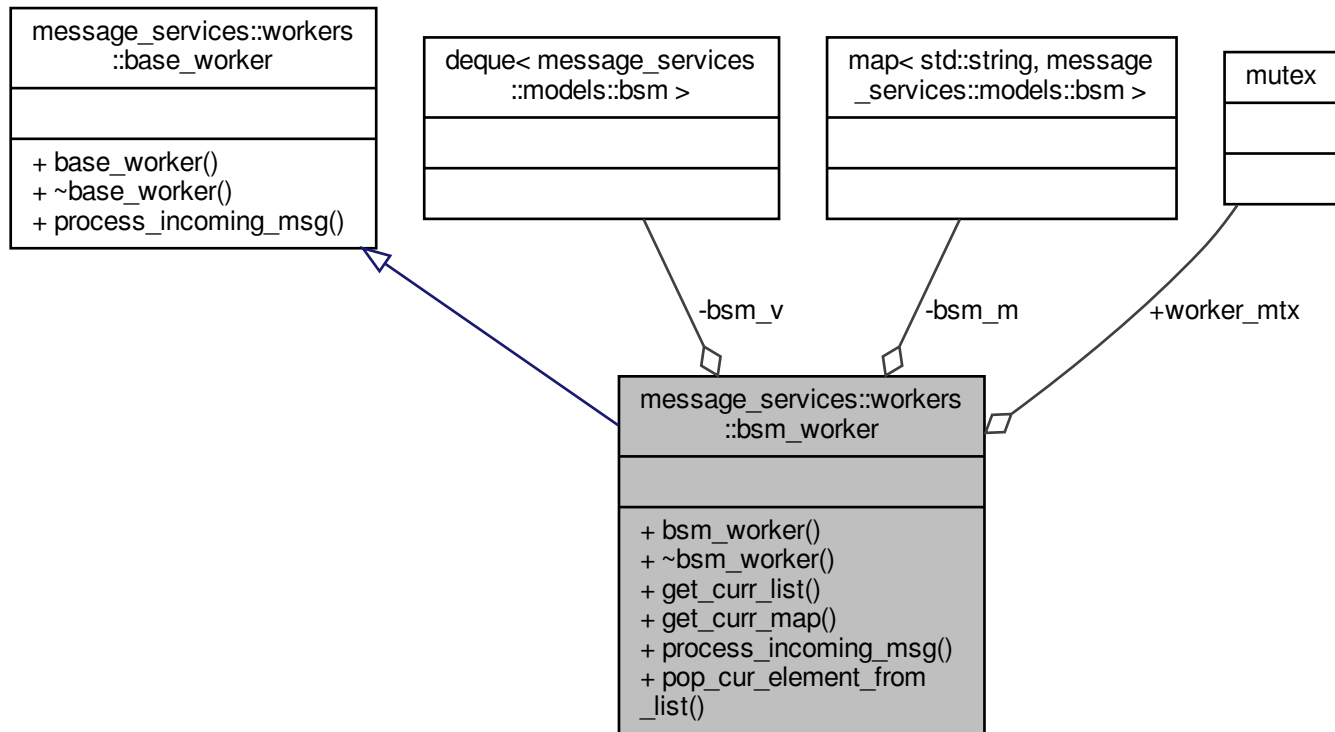 message_services::workers
::base_worker
+ base_worker()
+ ~base_worker()
+ process_incoming_msg()
deque< message_services
::models::bsm >
map< std::string, message
_services::models::bsm >
mutex
-bsm_v
-bsm_m
+worker_mtx
message_services::workers
::bsm_worker
+ bsm_worker()
+ ~bsm_worker()
+ get_curr_list()
+ get_curr_map()
+ process_incoming_msg()
+ pop_cur_element_from
_list()